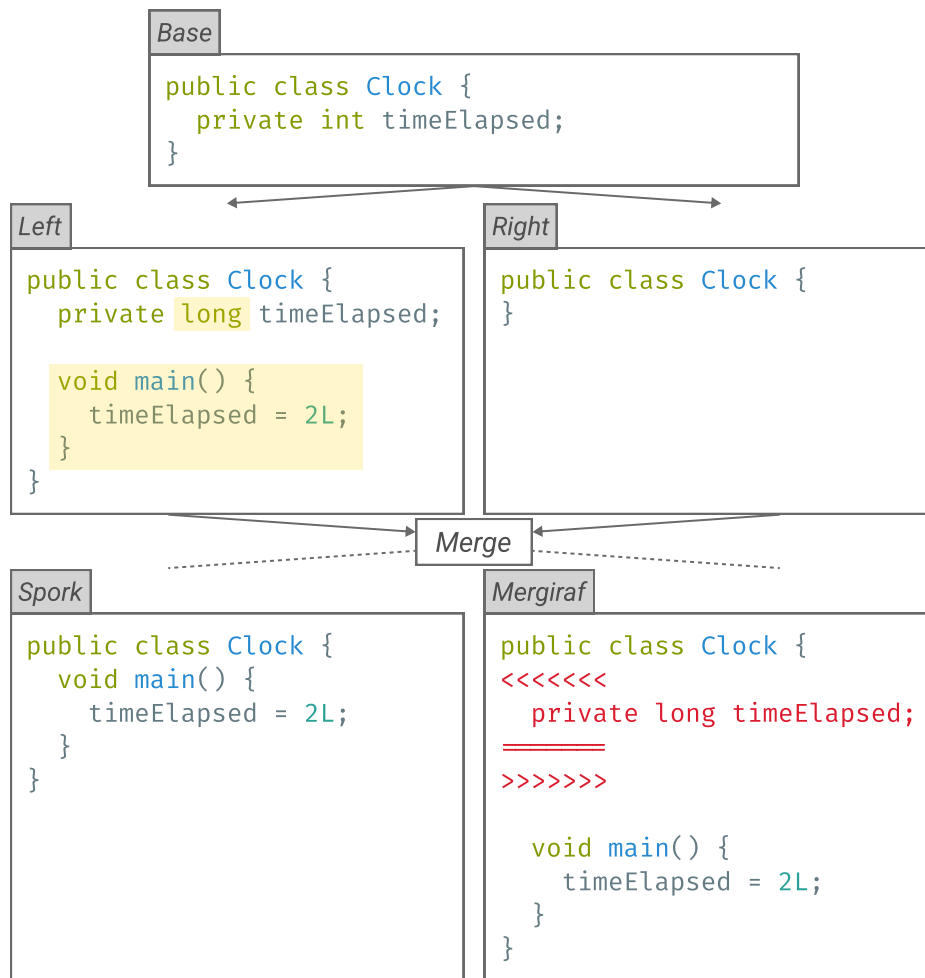 Base
public class Clock {
  private int timeElapsed;
}
Left
public class Clock {
  private long timeElapsed;

  void main() {
    timeElapsed = 2L;
  }
}
Right
public class Clock {
}
Merge
Spork
public class Clock {
  void main() {
    timeElapsed = 2L;
  }
}
Mergiraf
public class Clock {
<<<<<<<
  private long timeElapsed;
=======
>>>>>>>

  void main() {
    timeElapsed = 2L;
  }
}